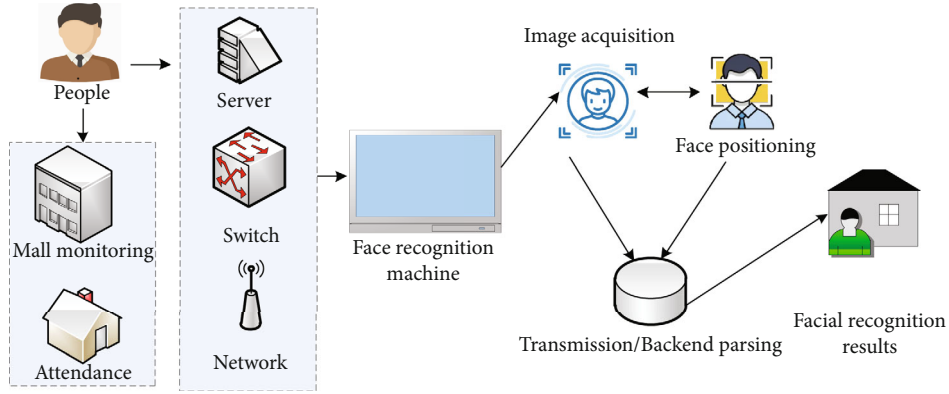 People
Mall monitoring
Attendance
Server
Switch
Network
Face recognition
machine
Image acquisition
Face positioning
Transmission/Backend parsing
Facial recognition
results